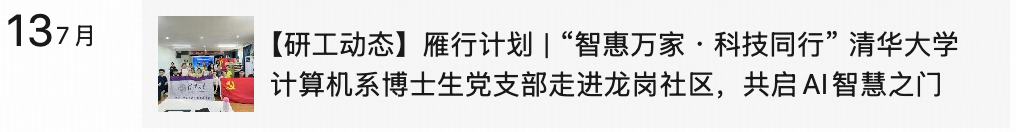 13 7月
【研工动态】雁行计划 | “智惠万家 · 科技同行” 清华大学
计算机系博士生党支部走进龙岗社区，共启 AI 智慧之门